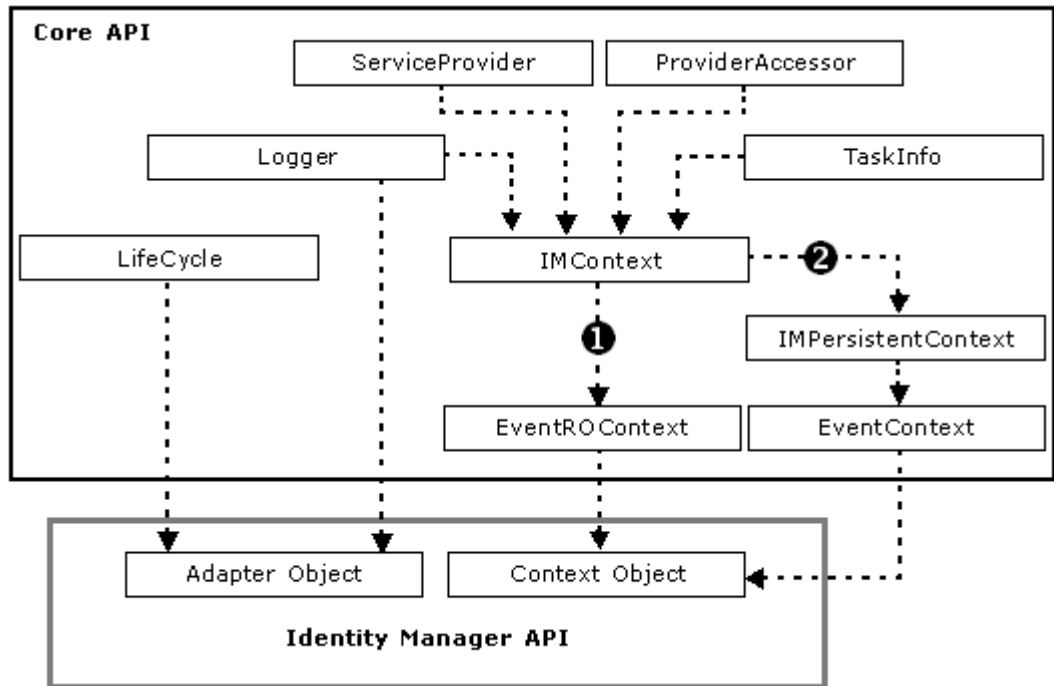 Core API
ServiceProvider
ProviderAccessor
Logger
TaskInfo
LifeCycle
IMContext
2
1
IMPersistentContext
EventROContext
EventContext
Adapter Object
Context Object
Identity Manager API